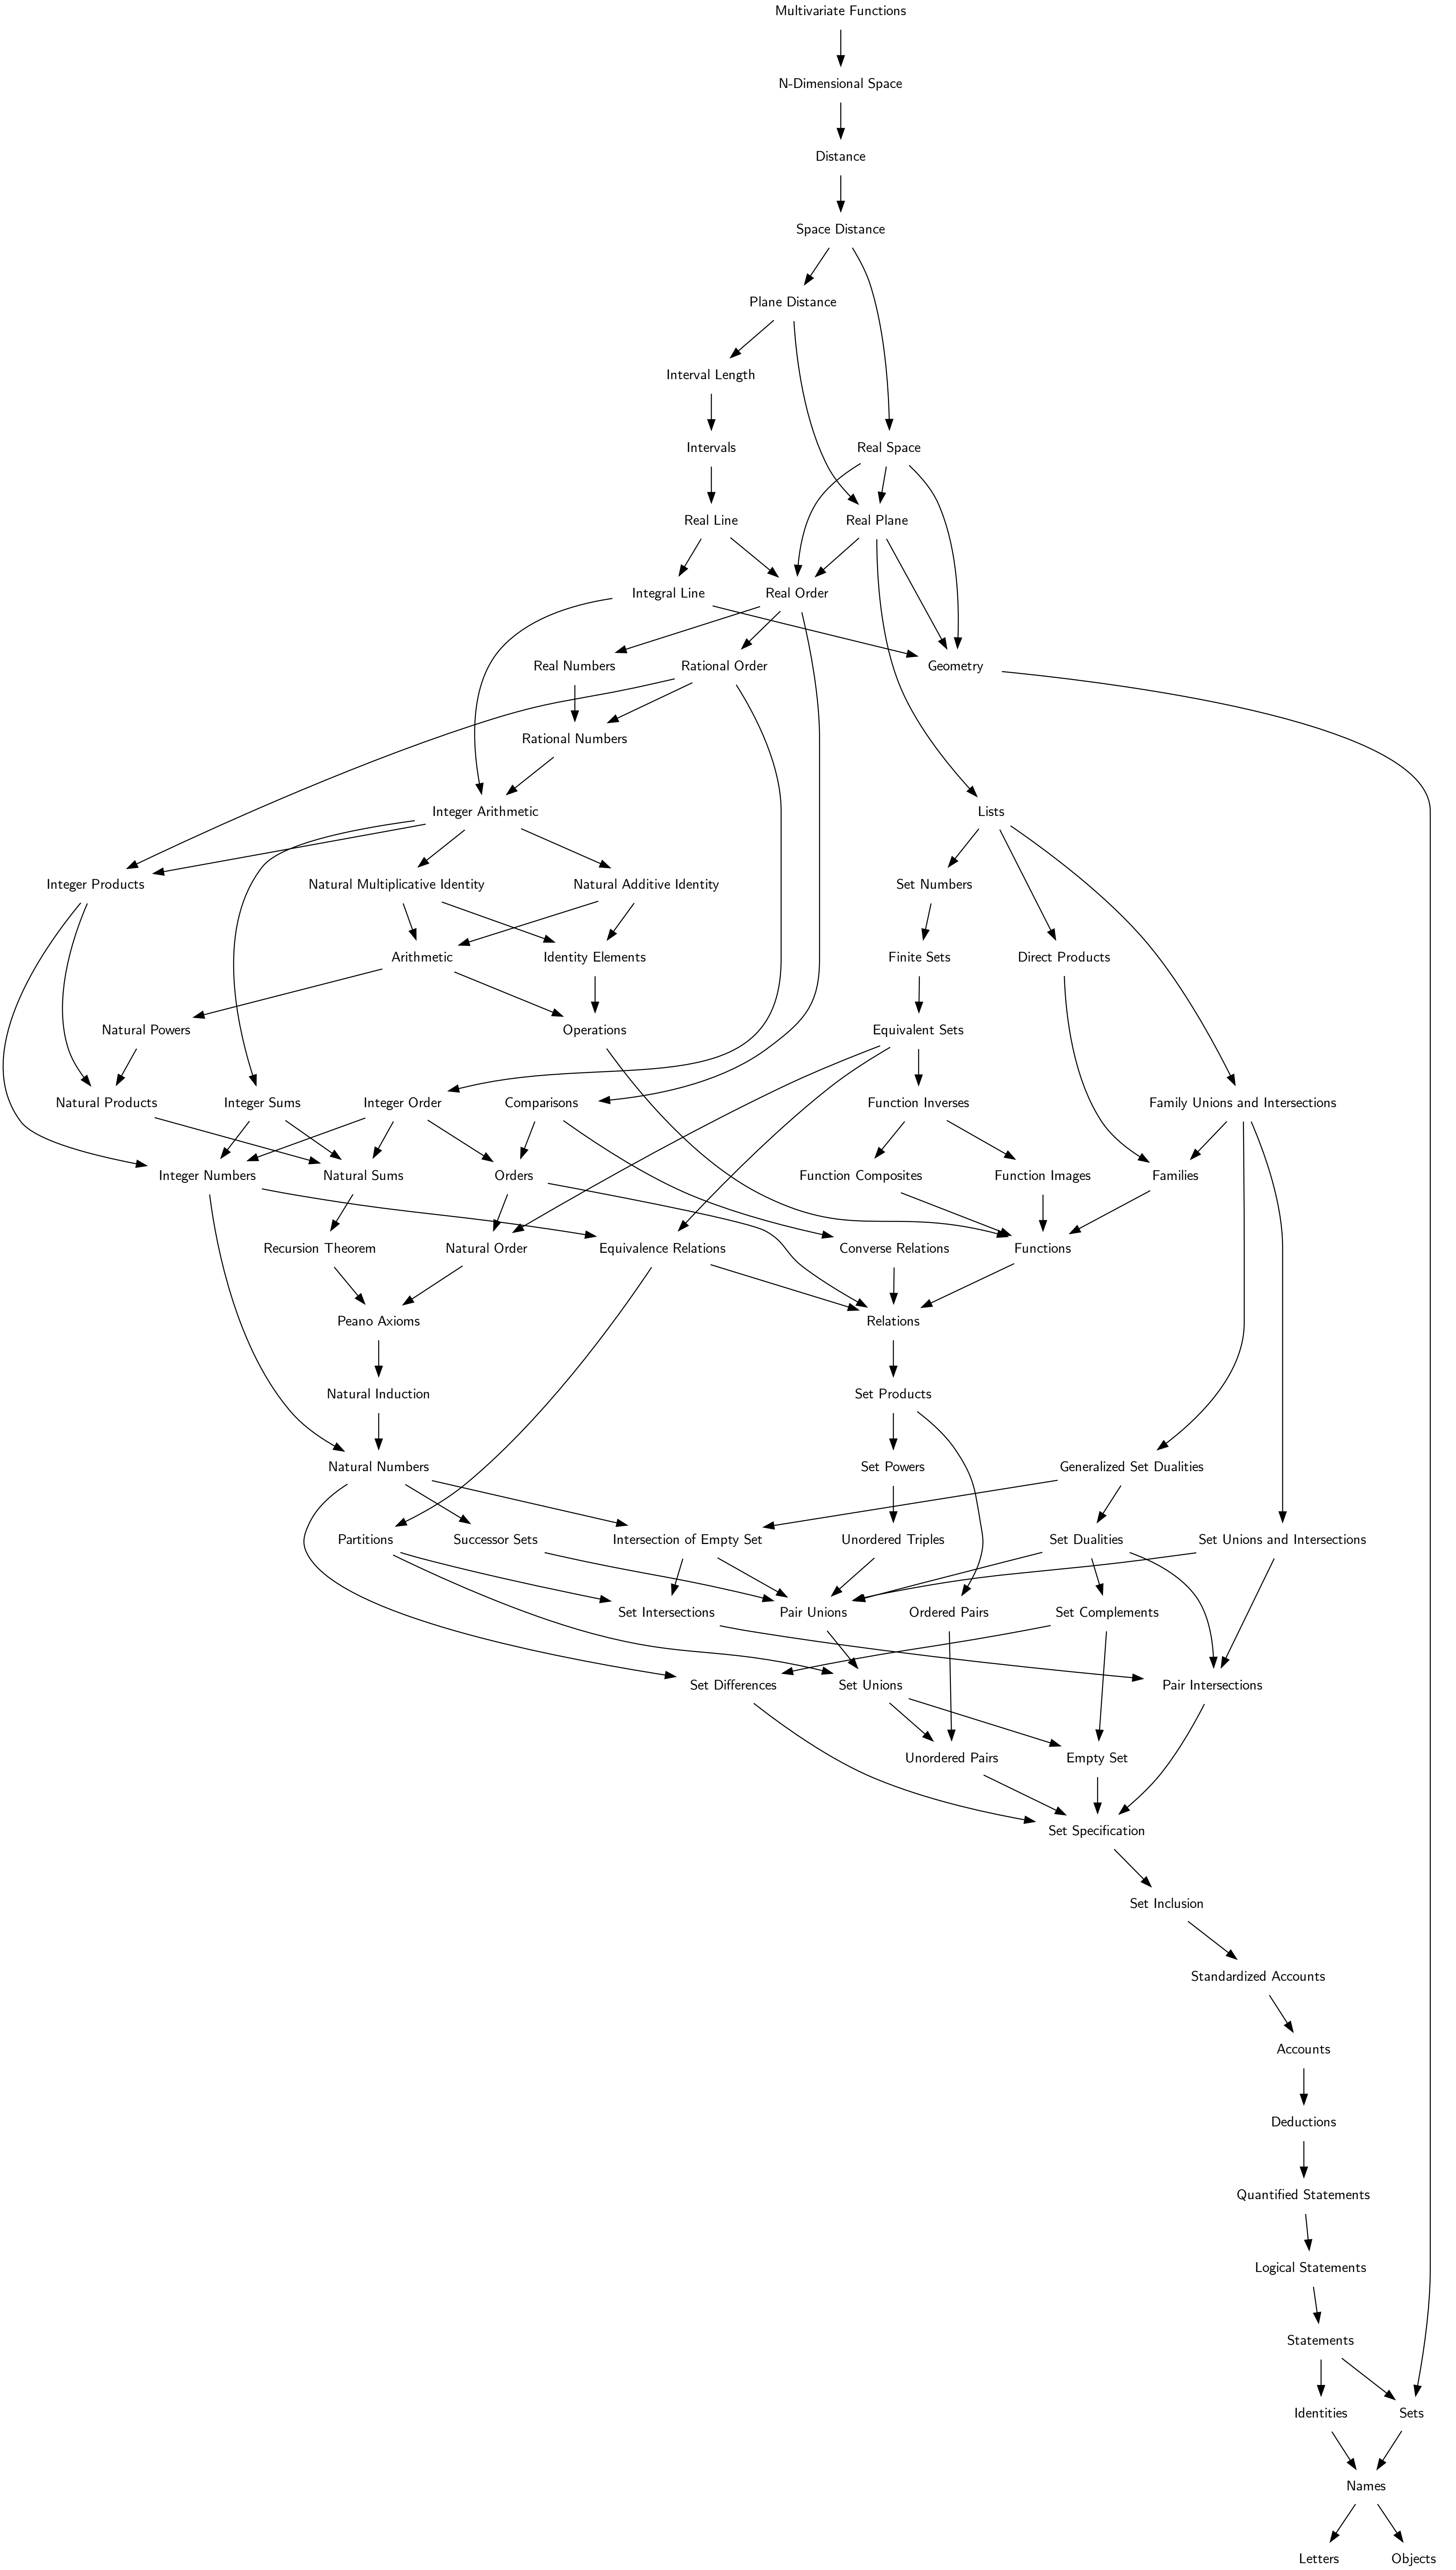 Multivariate Functions
N-Dimensional Space
Distance
Space Distance
Plane Distance
Interval Length
Intervals
Real Space
Real Line
Real Plane
Integral Line
Real Order
Real Numbers
Rational Order
Geometry
Rational Numbers
Integer Arithmetic
Lists
Integer Products
Natural Multiplicative Identity
Natural Additive Identity
Set Numbers
Arithmetic
Identity Elements
Finite Sets
Direct Products
Natural Powers
Operations
Equivalent Sets
Natural Products
Integer Sums
Integer Order
Comparisons
Function Inverses
Family Unions and Intersections
Integer Numbers
Natural Sums
Orders
Function Composites
Function Images
Families
Recursion Theorem
Natural Order
Equivalence Relations
Converse Relations
Functions
Peano Axioms
Relations
Natural Induction
Set Products
Natural Numbers
Set Powers
Generalized Set Dualities
Partitions
Successor Sets
Intersection of Empty Set
Unordered Triples
Set Dualities
Set Unions and Intersections
Set Intersections
Pair Unions
Ordered Pairs
Set Complements
Set Differences
Set Unions
Pair Intersections
Unordered Pairs
Empty Set
Set Specification
Set Inclusion
Standardized Accounts
Accounts
Deductions
Quantified Statements
Logical Statements
Statements
Identities
Sets
Names
Letters
Objects